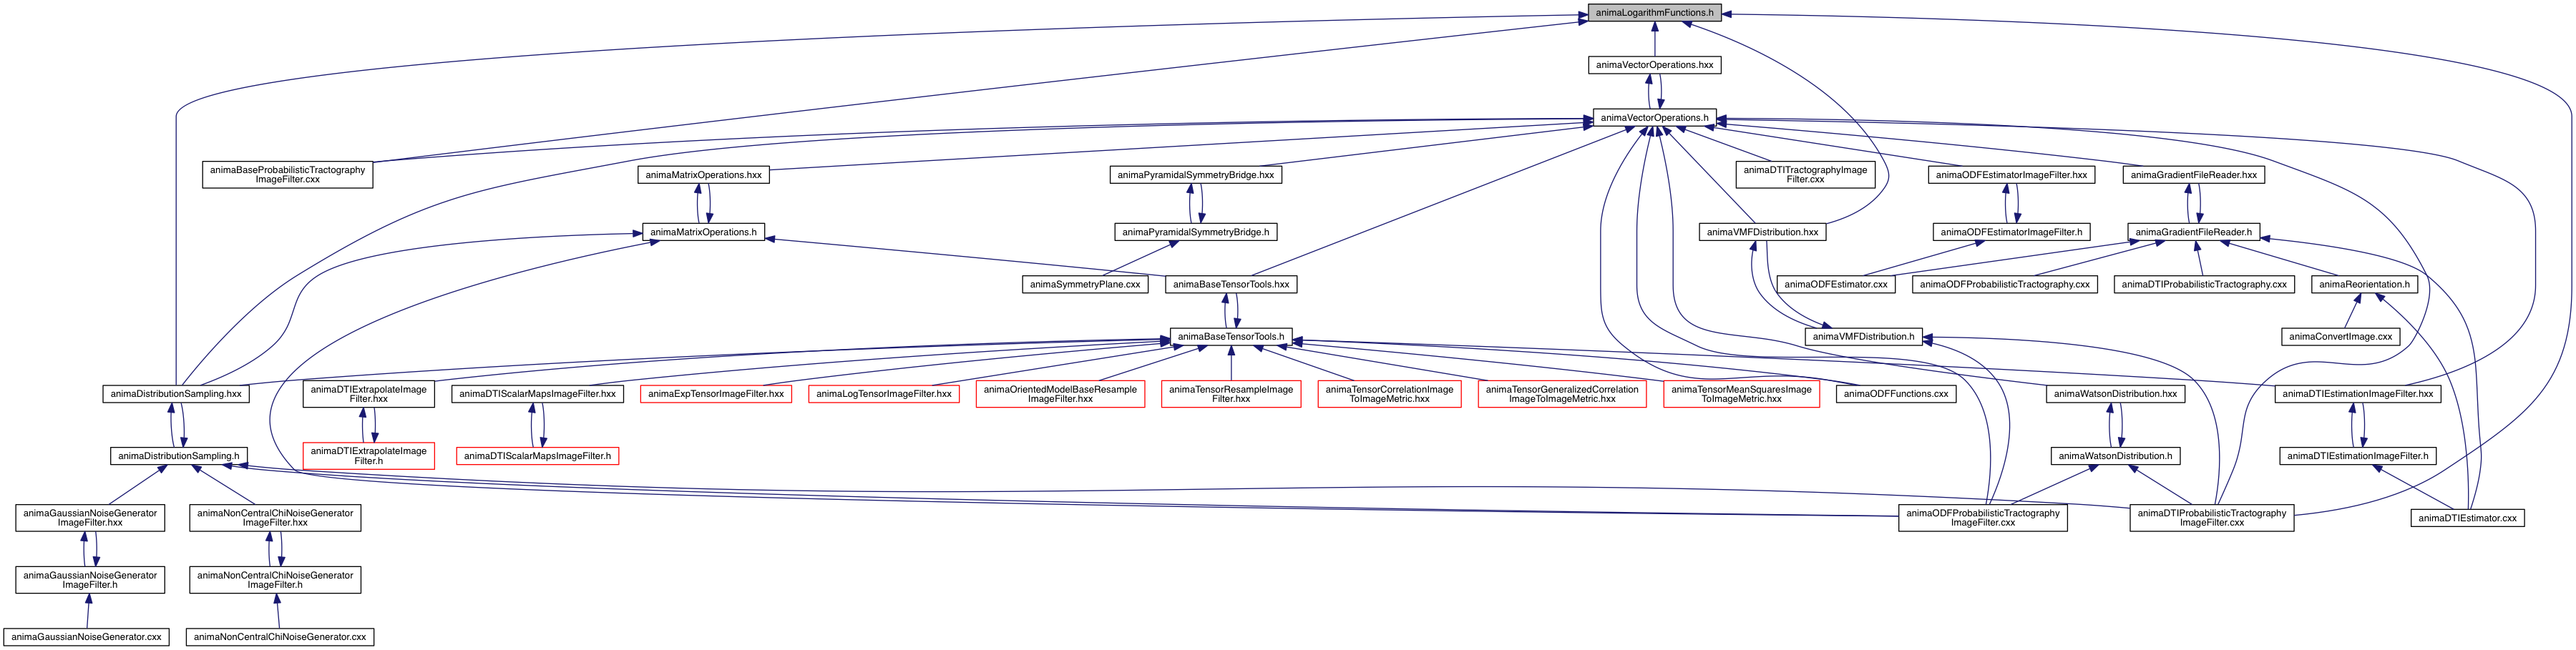 animaLogarithmFunctions.h
animaVectorOperations.hxx
animaVectorOperations.h
animaBaseProbabilisticTractography
ImageFilter.cxx
animaMatrixOperations.hxx
animaPyramidalSymmetryBridge.hxx
animaDTITractographyImage
Filter.cxx
animaODFEstimatorImageFilter.hxx
animaGradientFileReader.hxx
animaMatrixOperations.h
animaPyramidalSymmetryBridge.h
animaVMFDistribution.hxx
animaODFEstimatorImageFilter.h
animaGradientFileReader.h
animaSymmetryPlane.cxx
animaBaseTensorTools.hxx
animaODFEstimator.cxx
animaODFProbabilisticTractography.cxx
animaDTIProbabilisticTractography.cxx
animaReorientation.h
animaBaseTensorTools.h
animaVMFDistribution.h
animaConvertImage.cxx
animaDistributionSampling.hxx
animaDTIExtrapolateImage
Filter.hxx
animaDTIScalarMapsImageFilter.hxx
animaExpTensorImageFilter.hxx
animaLogTensorImageFilter.hxx
animaOrientedModelBaseResample
ImageFilter.hxx
animaTensorResampleImage
Filter.hxx
animaTensorCorrelationImage
ToImageMetric.hxx
animaTensorGeneralizedCorrelation
ImageToImageMetric.hxx
animaTensorMeanSquaresImage
ToImageMetric.hxx
animaODFFunctions.cxx
animaWatsonDistribution.hxx
animaDTIEstimationImageFilter.hxx
animaDistributionSampling.h
animaDTIExtrapolateImage
Filter.h
animaDTIScalarMapsImageFilter.h
animaWatsonDistribution.h
animaDTIEstimationImageFilter.h
animaGaussianNoiseGenerator
ImageFilter.hxx
animaNonCentralChiNoiseGenerator
ImageFilter.hxx
animaODFProbabilisticTractography
ImageFilter.cxx
animaDTIProbabilisticTractography
ImageFilter.cxx
animaDTIEstimator.cxx
animaGaussianNoiseGenerator
ImageFilter.h
animaNonCentralChiNoiseGenerator
ImageFilter.h
animaGaussianNoiseGenerator.cxx
animaNonCentralChiNoiseGenerator.cxx